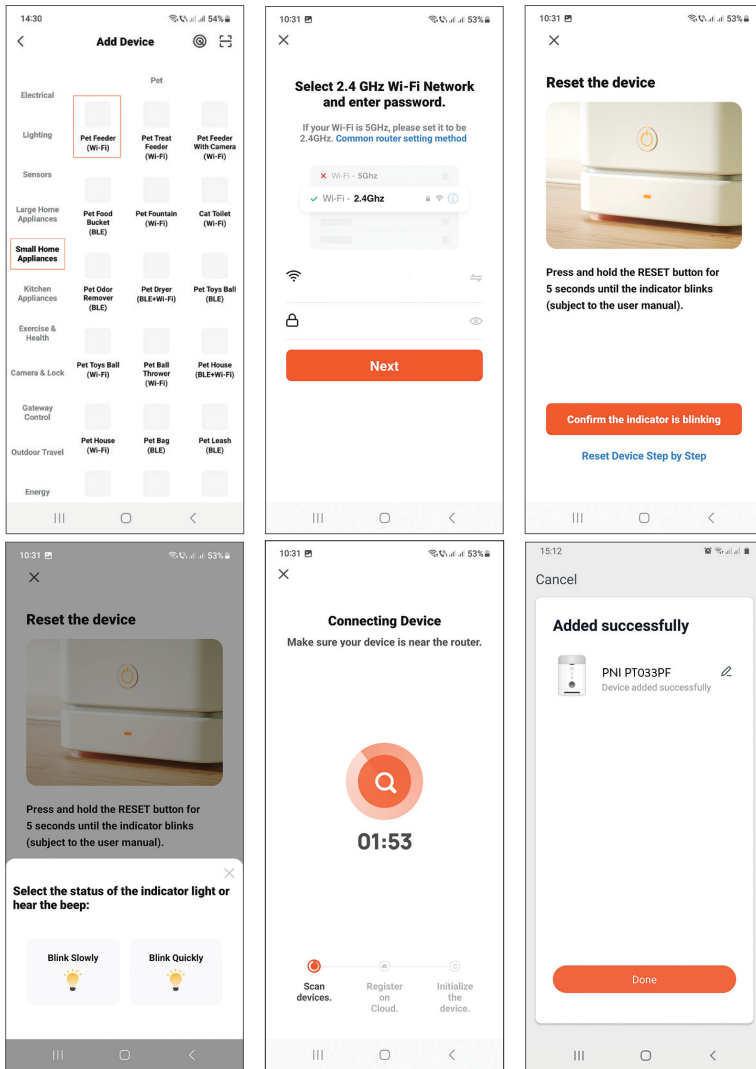 14:30
54%
Add Device
Pet
Electrical
Lighting
Sensors
Large Home
Appliances
Small Home
Appliances
Kitchen
Appliances
Exercise &
Health
Camera & Lock
Gateway
Control
Outdoor Travel
Energy
Pet Feeder
(Wi-Fi)
Pet Treat
Feeder
(Wi-Fi)
Pet Feeder
With Camera
(Wi-Fi)
Pet Food
Bucket
(BLE)
Pet Fountain
(Wi-Fi)
Cat Toilet
(Wi-Fi)
Pet Odor
Remover
(BLE)
Pet Dryer
(BLE+Wi-Fi)
Pet Toys Ball
(BLE)
Pet Toys Ball
(Wi-Fi)
Pet Ball
Thrower
(Wi-Fi)
Pet House
(BLE+Wi-Fi)
Pet House
(Wi-Fi)
Pet Bag
(BLE)
Pet Leash
(BLE)
10:31
53%
Select 2.4 GHz Wi-Fi Network
and enter password.
If your Wi-Fi is 5GHz, please set it to be
2.4GHz. Common router setting method
Wi-Fi - 5Ghz
Wi-Fi - 2.4Ghz
Next
10:31
53%
Reset the device
Press and hold the RESET button for
5 seconds until the indicator blinks
(subject to the user manual).
Confirm the indicator is blinking
Reset Device Step by Step
10:31
53%
Reset the device
Press and hold the RESET button for
5 seconds until the indicator blinks
(subject to the user manual).
Select the status of the indicator light or
hear the beep:
Blink Slowly
Blink Quickly
10:31
53%
Connecting Device
Make sure your device is near the router.
01:53
Scan
devices.
Register
on
Cloud.
Initialize
the
device.
15:12
Cancel
Added successfully
PNI PT033PF
Device added successfully
Done